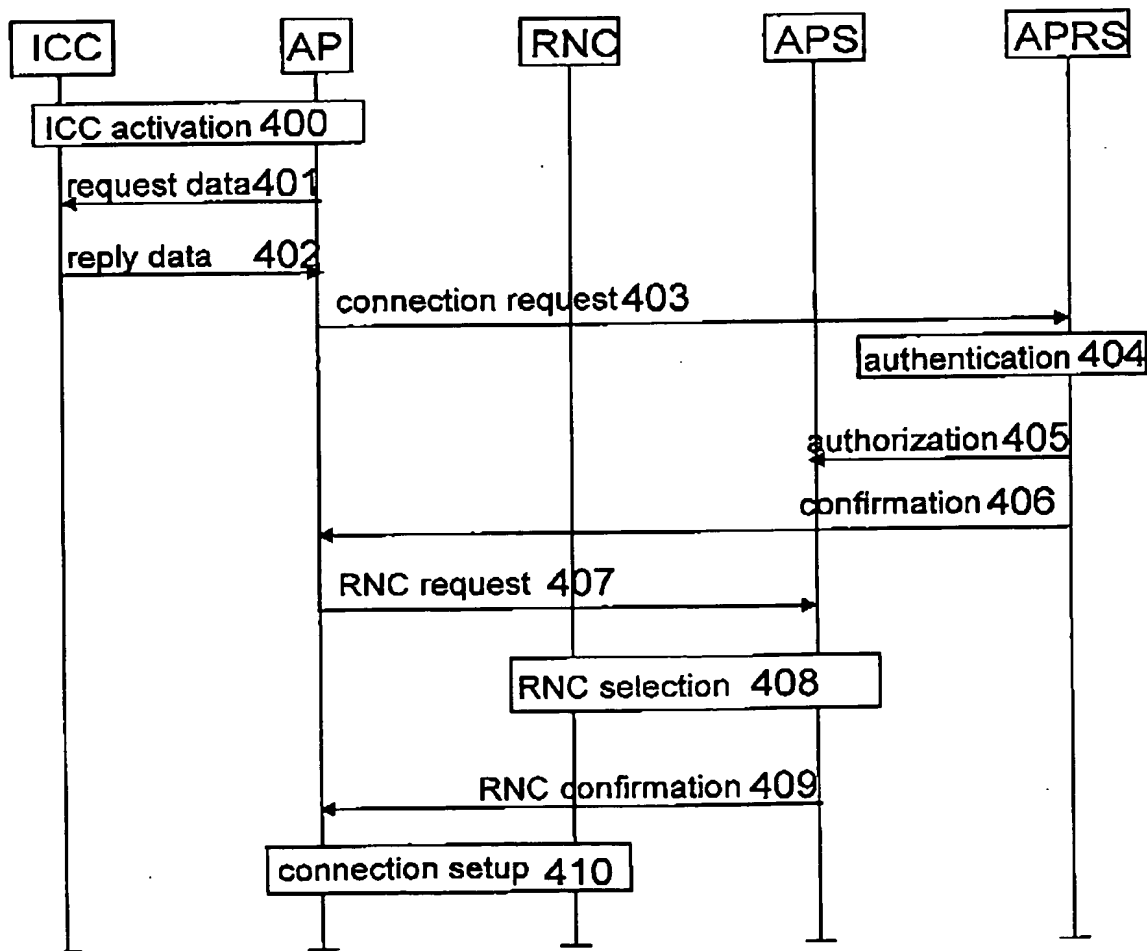 ICC AP RNC APS APRS
ICC activation 400
request data 401
reply data 402
connection request 403
authentication 404
authorization 405
confirmation 406
RNC request 407
RNC selection 408
RNC confirmation 409
connection setup 410